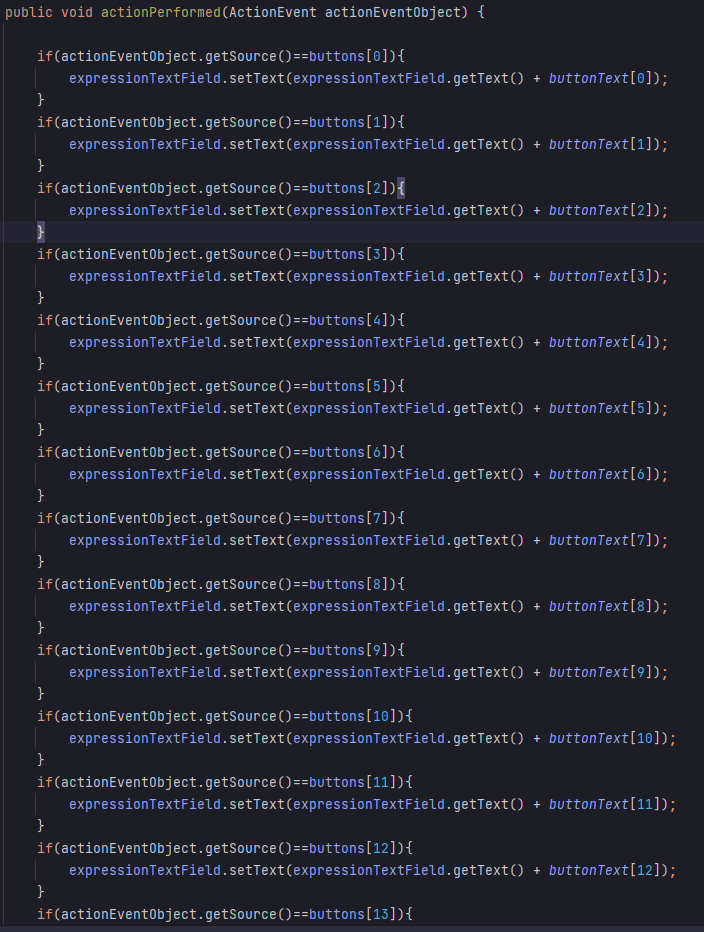 public void actionPerformed(ActionEvent actionEventObject) {
if(actionEventObject.getSource()==buttons[0]){
expressionTextField.setText(expressionTextField.getText() + buttonText[0]);
}
if(actionEventObject.getSource()==buttons[1]){
expressionTextField.setText(expressionTextField.getText() + buttonText[1]);
}
if(actionEventObject.getSource()==buttons[2]){
expressionTextField.setText(expressionTextField.getText() + buttonText[2]);
}
if(actionEventObject.getSource()==buttons[3]){
expressionTextField.setText(expressionTextField.getText() + buttonText[3]);
}
if(actionEventObject.getSource()==buttons[4]){
expressionTextField.setText(expressionTextField.getText() + buttonText[4]);
}
if(actionEventObject.getSource()==buttons[5]){
expressionTextField.setText(expressionTextField.getText() + buttonText[5]);
}
if(actionEventObject.getSource()==buttons[6]){
expressionTextField.setText(expressionTextField.getText() + buttonText[6]);
}
if(actionEventObject.getSource()==buttons[7]){
expressionTextField.setText(expressionTextField.getText() + buttonText[7]);
}
if(actionEventObject.getSource()==buttons[8]){
expressionTextField.setText(expressionTextField.getText() + buttonText[8]);
}
if(actionEventObject.getSource()==buttons[9]){
expressionTextField.setText(expressionTextField.getText() + buttonText[9]);
}
if(actionEventObject.getSource()==buttons[10]){
expressionTextField.setText(expressionTextField.getText() + buttonText[10]);
}
if(actionEventObject.getSource()==buttons[11]){
expressionTextField.setText(expressionTextField.getText() + buttonText[11]);
}
if(actionEventObject.getSource()==buttons[12]){
expressionTextField.setText(expressionTextField.getText() + buttonText[12]);
}
if(actionEventObject.getSource()==buttons[13]){